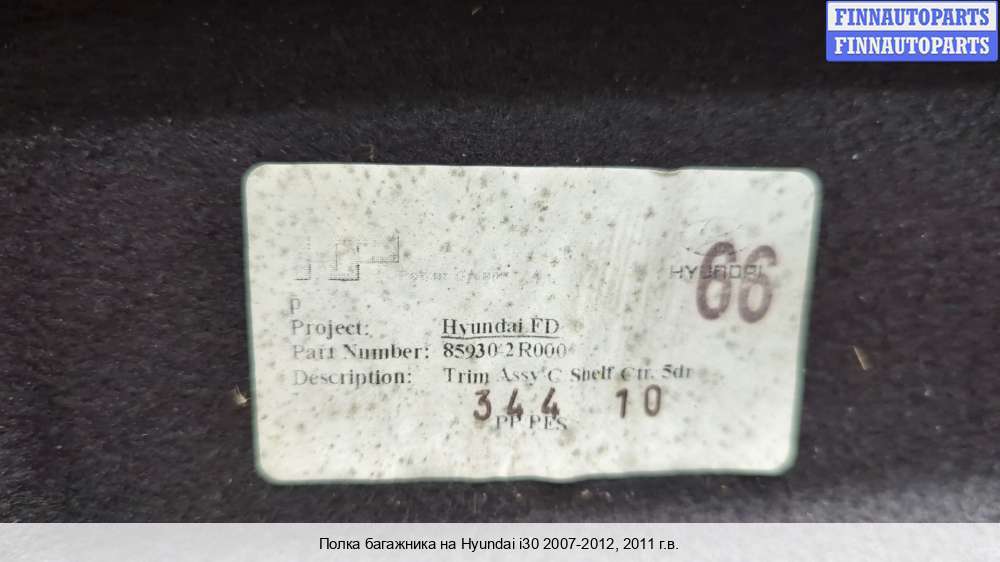 FINNAUTOPARTS
FINNAUTOPARTS
HYUNDAI
66
p
Project: Hyundai FD
Part Number: 85930-2R000
Description: Trim Assy C Shelf Ctr. 5dr
344 10
PP PES
Полка багажника на Hyundai i30 2007-2012, 2011 г.в.